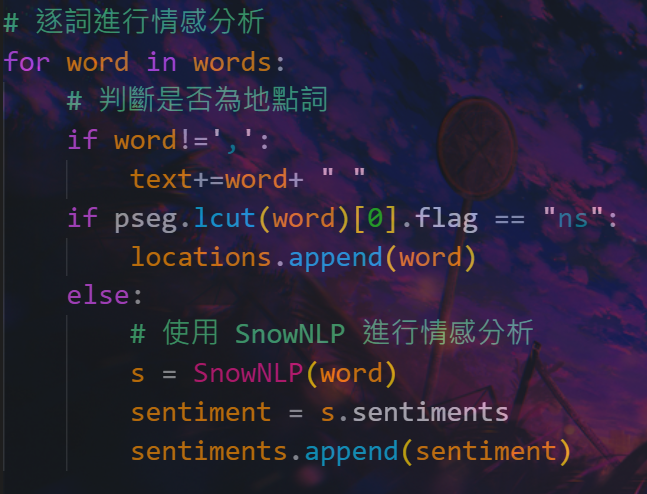 # 逐詞進行情感分析
for word in words:
    # 判斷是否為地點詞
    if word!=',':
        text+=word+ " "
    if pseg.lcut(word)[0].flag == "ns":
        locations.append(word)
    else:
        # 使用 SnowNLP 進行情感分析
        s = SnowNLP(word)
        sentiment = s.sentiments
        sentiments.append(sentiment)